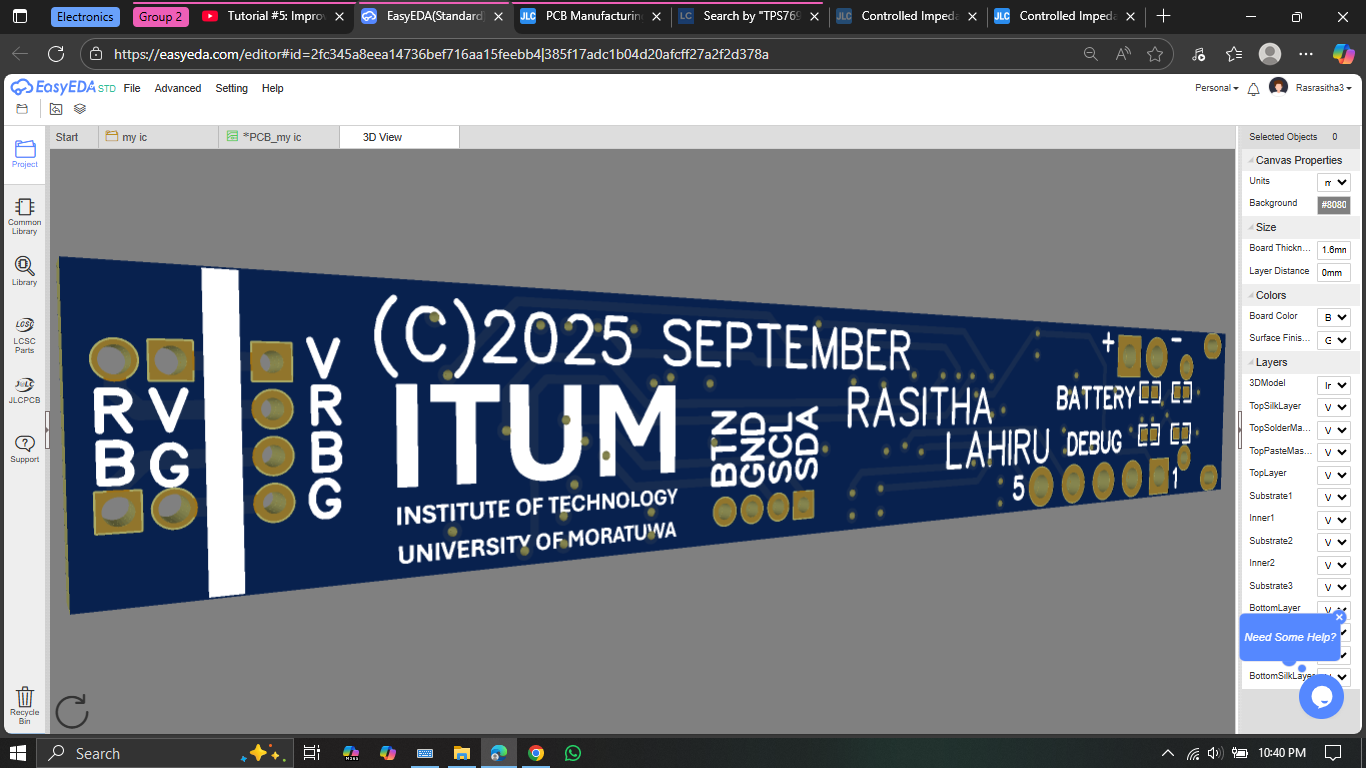 Electronics
Group 2
Tutorial #5: Improv
EasyEDA(Standard)
PCB Manufacturin
Search by "TPS769
Controlled Impeda
Controlled Impeda
https://easyeda.com/editor#id=2fc345a8eea14736bef716aa15feebb4|385f17adc1b04d20afcff27a2f2d378a
EasyEDA STD File Advanced Setting Help
Personal
Rasrasitha3
Start
my ic
*PCB_my ic
3D View
Project
Common
Library
Library
LCSC
LCSC
Parts
JLCPCB
Support
Recycle
Bin
R V
B G
V
R
B
G
(C)2025 SEPTEMBER
ITUM
INSTITUTE OF TECHNOLOGY
UNIVERSITY OF MORATUWA
BTN
GND
SCL
SDA
RASITHA
LAHIRU
+ -
BATTERY
DEBUG
5 1
Selected Objects 0
Canvas Properties
Units
Background #8080
Size
Board Thickn... 1.6mm
Layer Distance 0mm
Colors
Board Color B
Surface Finis... G
Layers
3DModel
TopSilkLayer V
TopSolderMa... V
TopPasteMas... V
TopLayer V
Substrate1 V
Inner1 V
Substrate2 V
Inner2 V
Substrate3 V
BottomLayer V
Need Some Help?
BottomSilkLayer
Search
10:40 PM